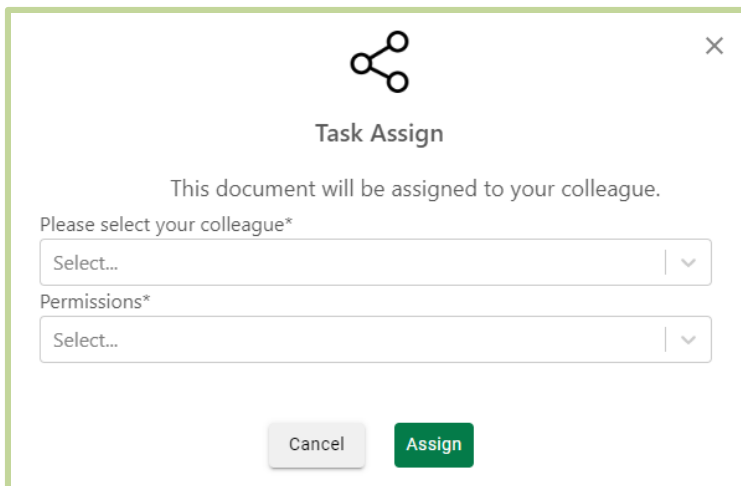 Task Assign
This document will be assigned to your colleague.
Please select your colleague*
Select...
Permissions*
Select...
Cancel Assign